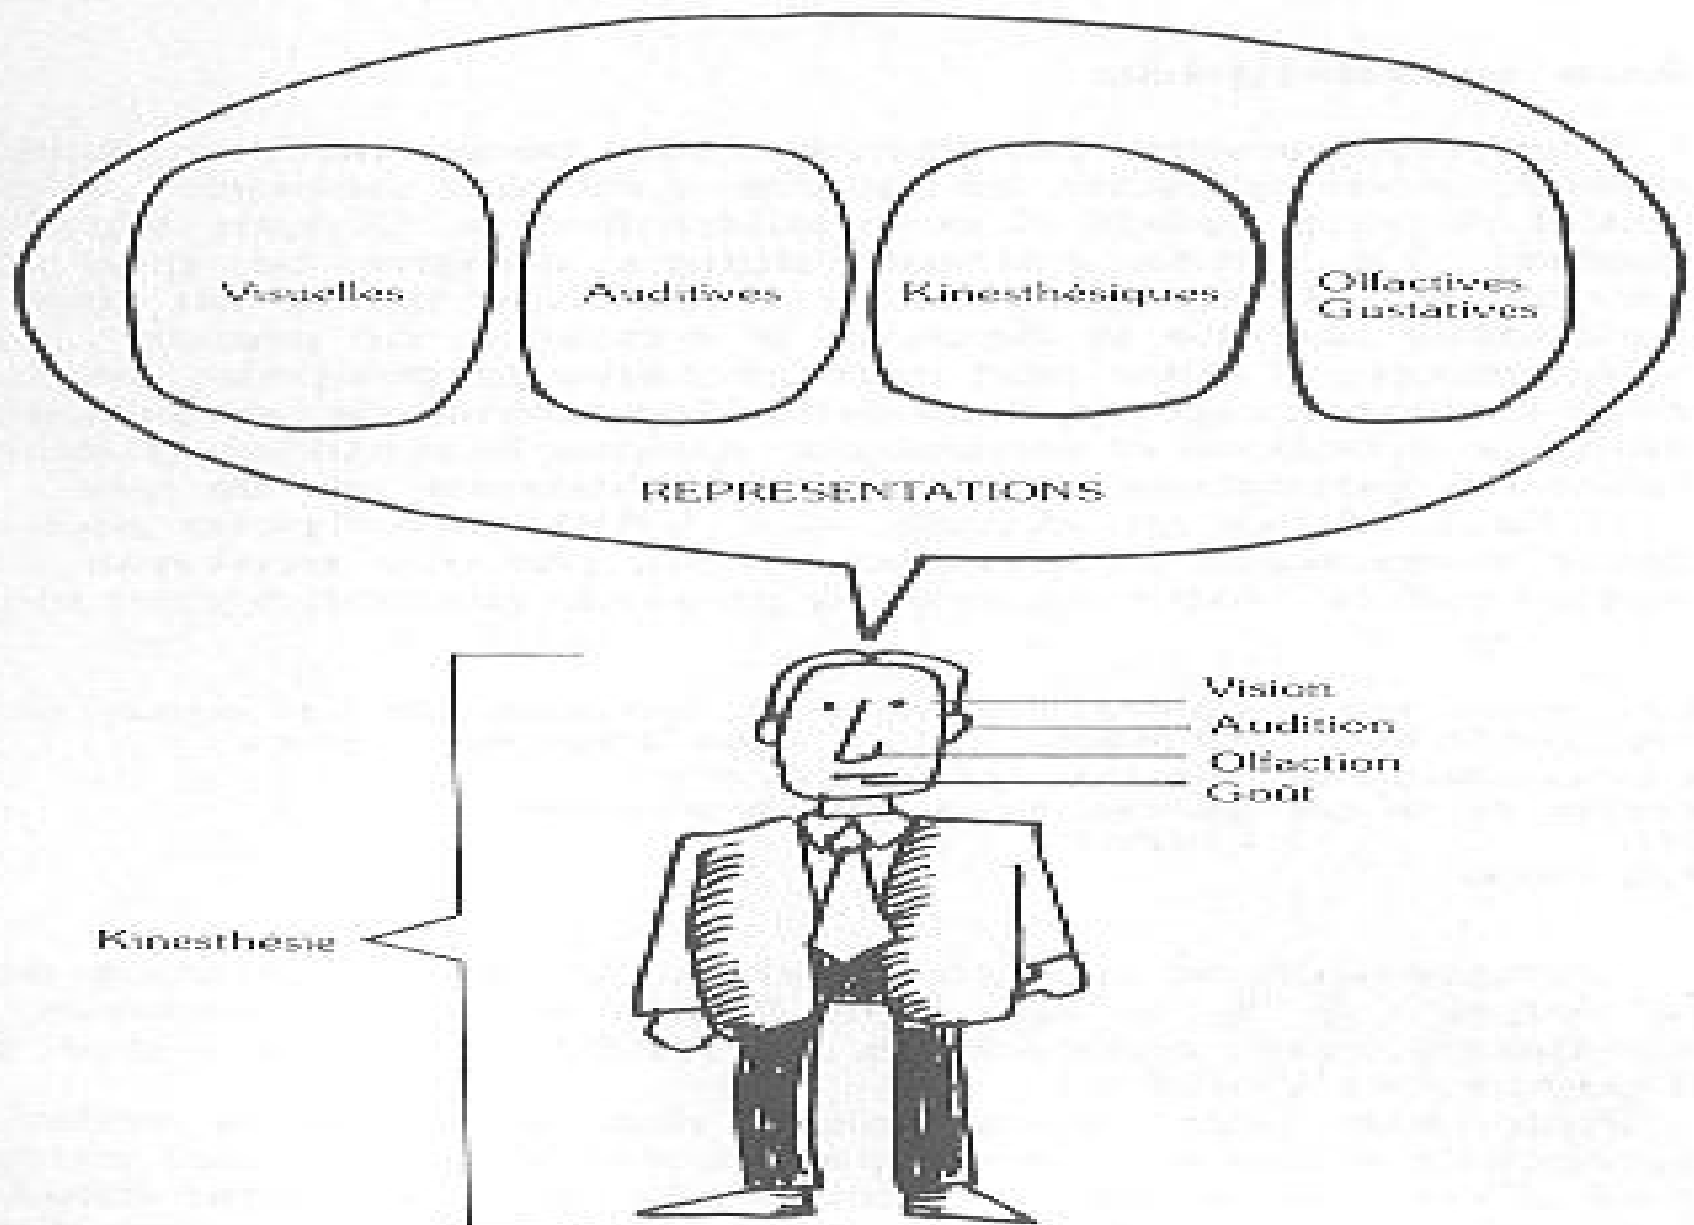 Visuelles
Auditives
Kinesthésiques
Olfactives
Gustatives
REPRESENTATIONS
Vision
Audition
Olfaction
Goût
Kinesthésie